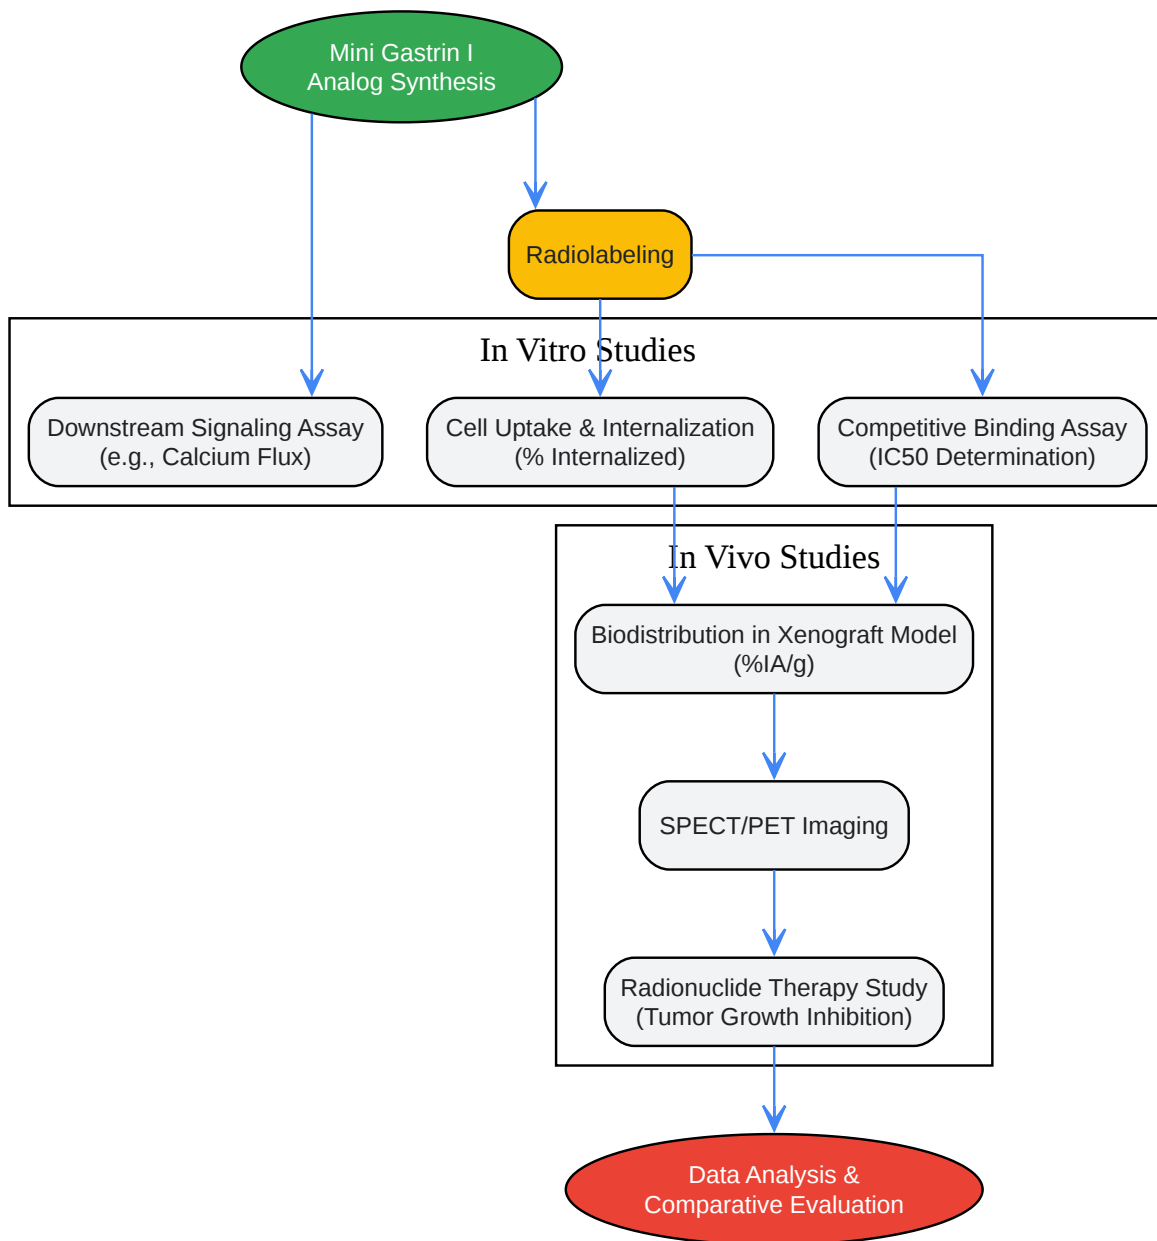 Mini Gastrin I
Analog Synthesis
Radiolabeling
In Vitro Studies
Downstream Signaling Assay
(e.g., Calcium Flux)
Cell Uptake & Internalization
(% Internalized)
Competitive Binding Assay
(IC50 Determination)
In Vivo Studies
Biodistribution in Xenograft Model
(%IA/g)
SPECT/PET Imaging
Radionuclide Therapy Study
(Tumor Growth Inhibition)
Data Analysis &
Comparative Evaluation